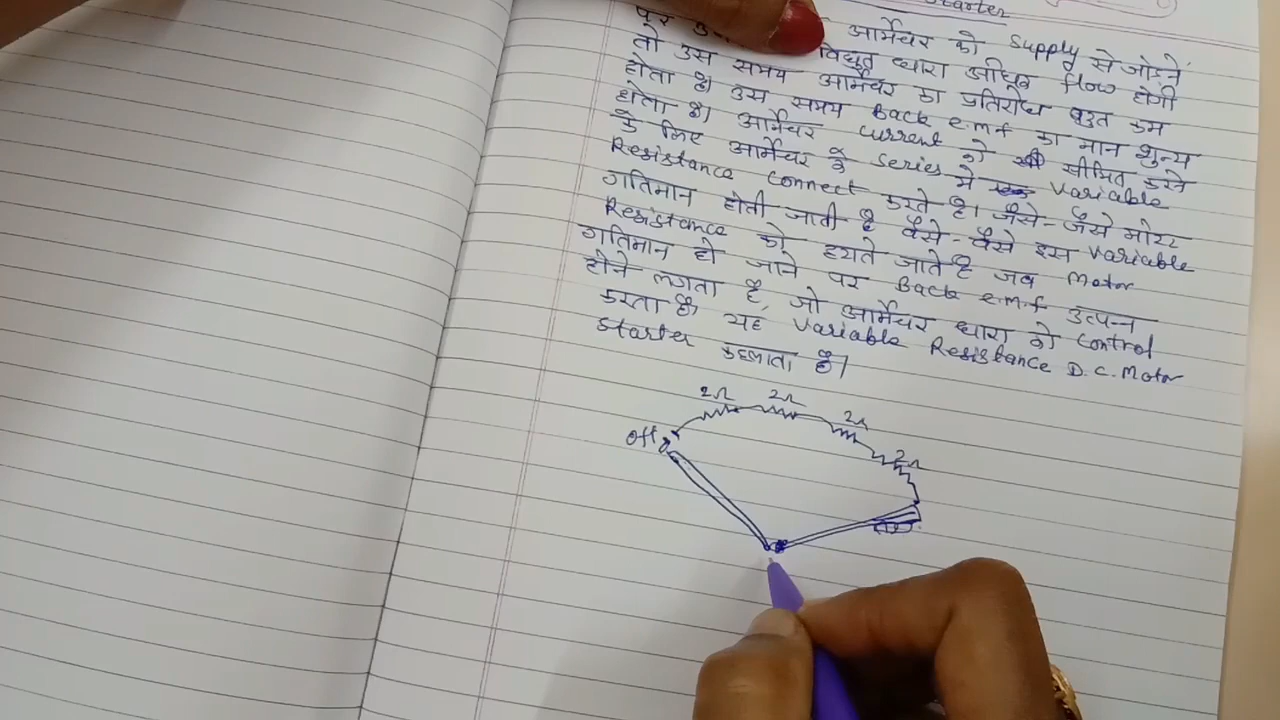 Starter
आर्मेचर को Supply से जोड़ने
तो उस विद्युत धारा अधिक flow होगी
समय आर्मेचर का प्रतिरोध बहुत कम
होता है। उस समय Back e.m.f का मान शून्य
होता है। आर्मेचर current को सीमित करने
के लिए आर्मेचर के series में Variable
Resistance connect करते है। जैसे-जैसे मोटर
गतिमान होती जाती है वैसे-वैसे इस Variable
Resistance को हटाते जाते है जब Motor
गतिमान हो जाने पर Back e.m.f उत्पन
होने लगता है, जो आर्मेचर धारा को Control
करता है। यह Variable Resistance D.C. Motor
Starter कहलाता है।
2Ω 2Ω 2Ω 2Ω
off